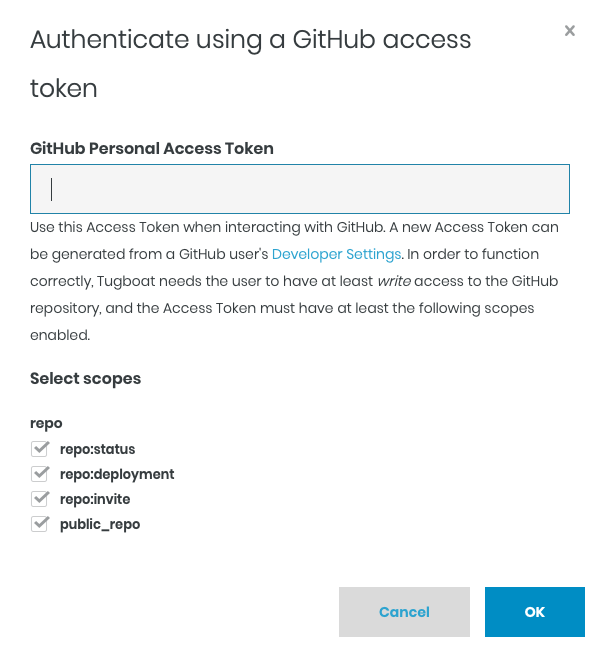 Authenticate using a GitHub access
token
GitHub Personal Access Token
Use this Access Token when interacting with GitHub. A new Access Token can
be generated from a GitHub user's Developer Settings. In order to function
correctly, Tugboat needs the user to have at least write access to the GitHub
repository, and the Access Token must have at least the following scopes
enabled.
Select scopes
repo
repo:status
repo:deployment
repo:invite
public_repo
Cancel
OK